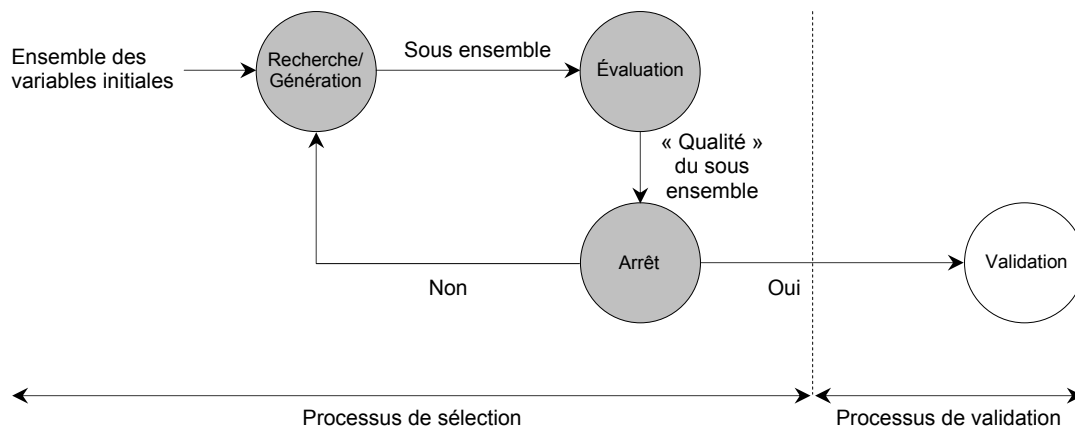 Ensemble des
variables initiales
Recherche/
Génération
Sous ensemble
Évaluation
« Qualité »
du sous
ensemble
Arrêt
Non
Oui
Validation
Processus de sélection
Processus de validation